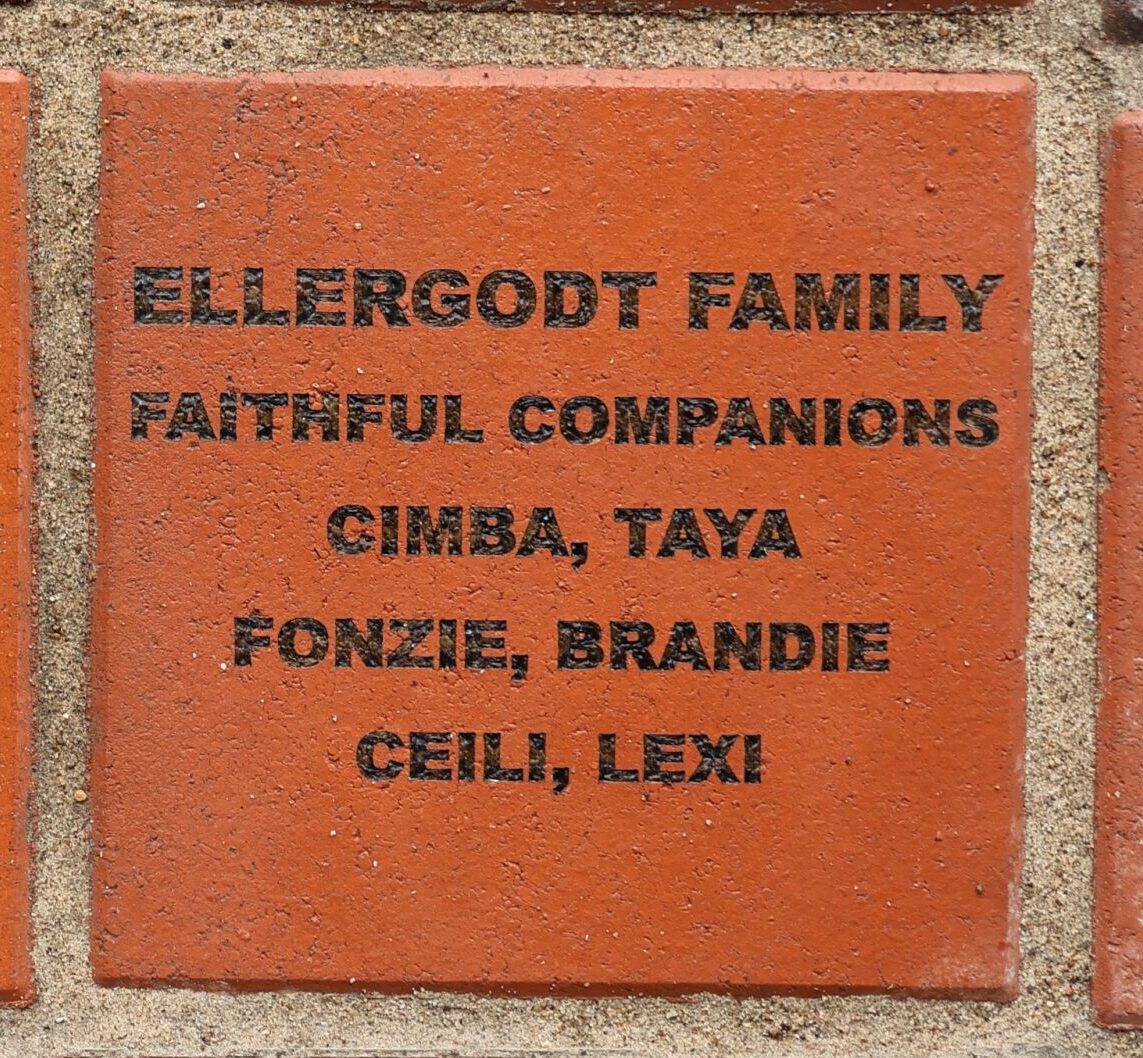 ELLERGODT FAMILY
FAITHFUL COMPANIONS
CIMBA, TAYA
FONZIE, BRANDIE
CEILI, LEXI